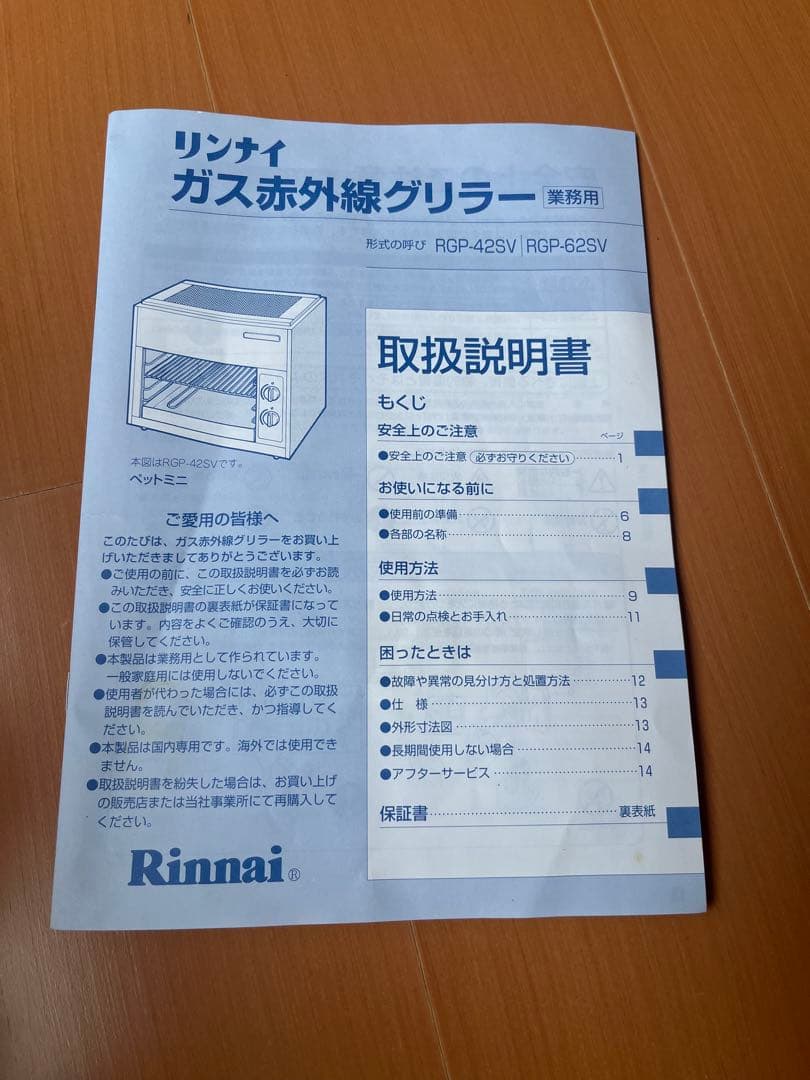 リンナイ
ガス赤外線グリラー 業務用
形式の呼び RGP-42SV RGP-62SV
本図はRGP-42SVです。
ペットミニ
ご愛用の皆様へ
このたびは、ガス赤外線グリラーをお買い上
げいただきましてありがとうございます。
●ご使用の前に、この取扱説明書を必ずお読
みいただき、安全に正しくお使いください。
●この取扱説明書の裏表紙が保証書になって
います。内容をよくご確認のうえ、大切に
保管してください。
●本製品は業務用として作られています。
一般家庭用には使用しないでください。
●使用者が代わった場合には、必ずこの取扱
説明書を読んでいただき、かつ指導してく
ださい。
●本製品は国内専用です。海外では使用でき
ません。
●取扱説明書を紛失した場合は、お買い上げ
の販売店または当社事業所にて再購入して
ください。
Rinnai®
取扱説明書
もくじ
ページ
安全上のご注意
●安全上のご注意 必ずお守りください…………1
お使いになる前に
●使用前の準備……………………6
●各部の名称………………………8
使用方法
●使用方法…………………………9
●日常の点検とお手入れ……………11
困ったときは
●故障や異常の見分け方と処置方法………12
●仕 様……………………………13
●外形寸法図………………………13
●長期間使用しない場合……………14
●アフターサービス…………………14
保証書……………………………裏表紙